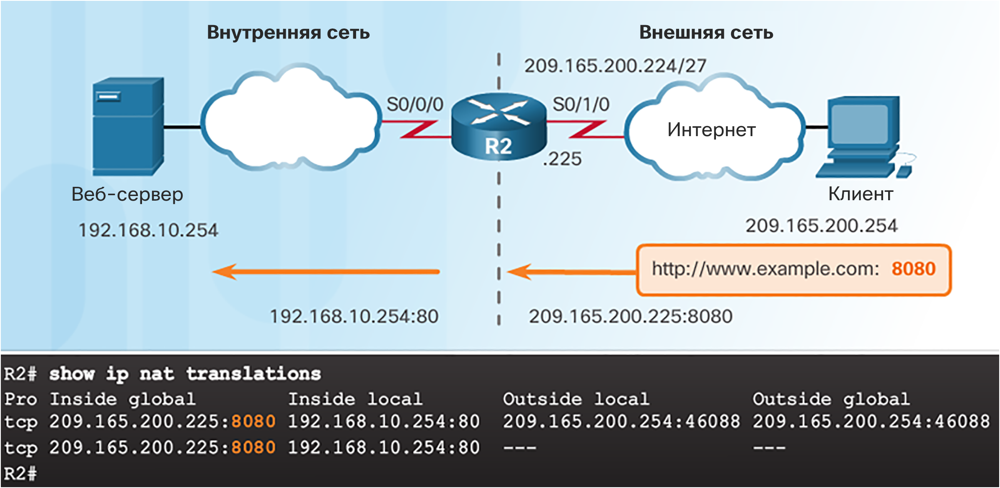 Внутренняя сеть
Внешняя сеть
209.165.200.224/27
S0/0/0
S0/1/0
Интернет
R2
.225
Веб-сервер
Клиент
192.168.10.254
209.165.200.254
http://www.example.com: 8080
192.168.10.254:80
209.165.200.225:8080
R2# show ip nat translations
Pro Inside global Inside local Outside local Outside global
tcp 209.165.200.225:8080 192.168.10.254:80 209.165.200.254:46088 209.165.200.254:46088
tcp 209.165.200.225:8080 192.168.10.254:80 --- ---
R2#